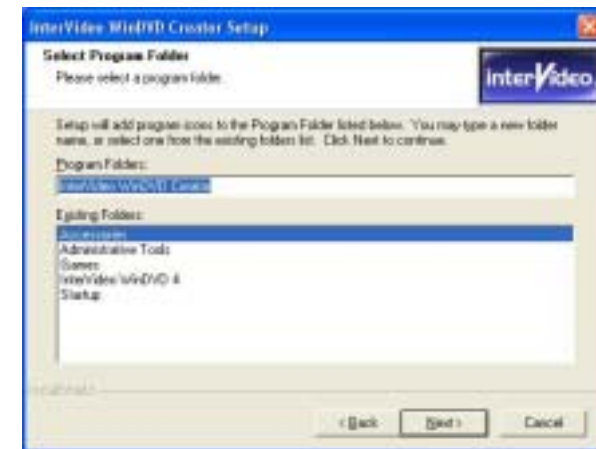 InterVideo WinDVD Creator Setup
Select Program Folder
Please select a program folder.
InterVideo
Setup will add program icons to the Program Folder listed below. You may type a new folder
name, or select one from the existing folders list. Click Next to continue.
Program Folders:
InterVideo WinDVD Creator
Existing Folders:
Accessories
Administrative Tools
Games
InterVideo WinDVD 4
Startup
InstallShield
< Back
Next >
Cancel